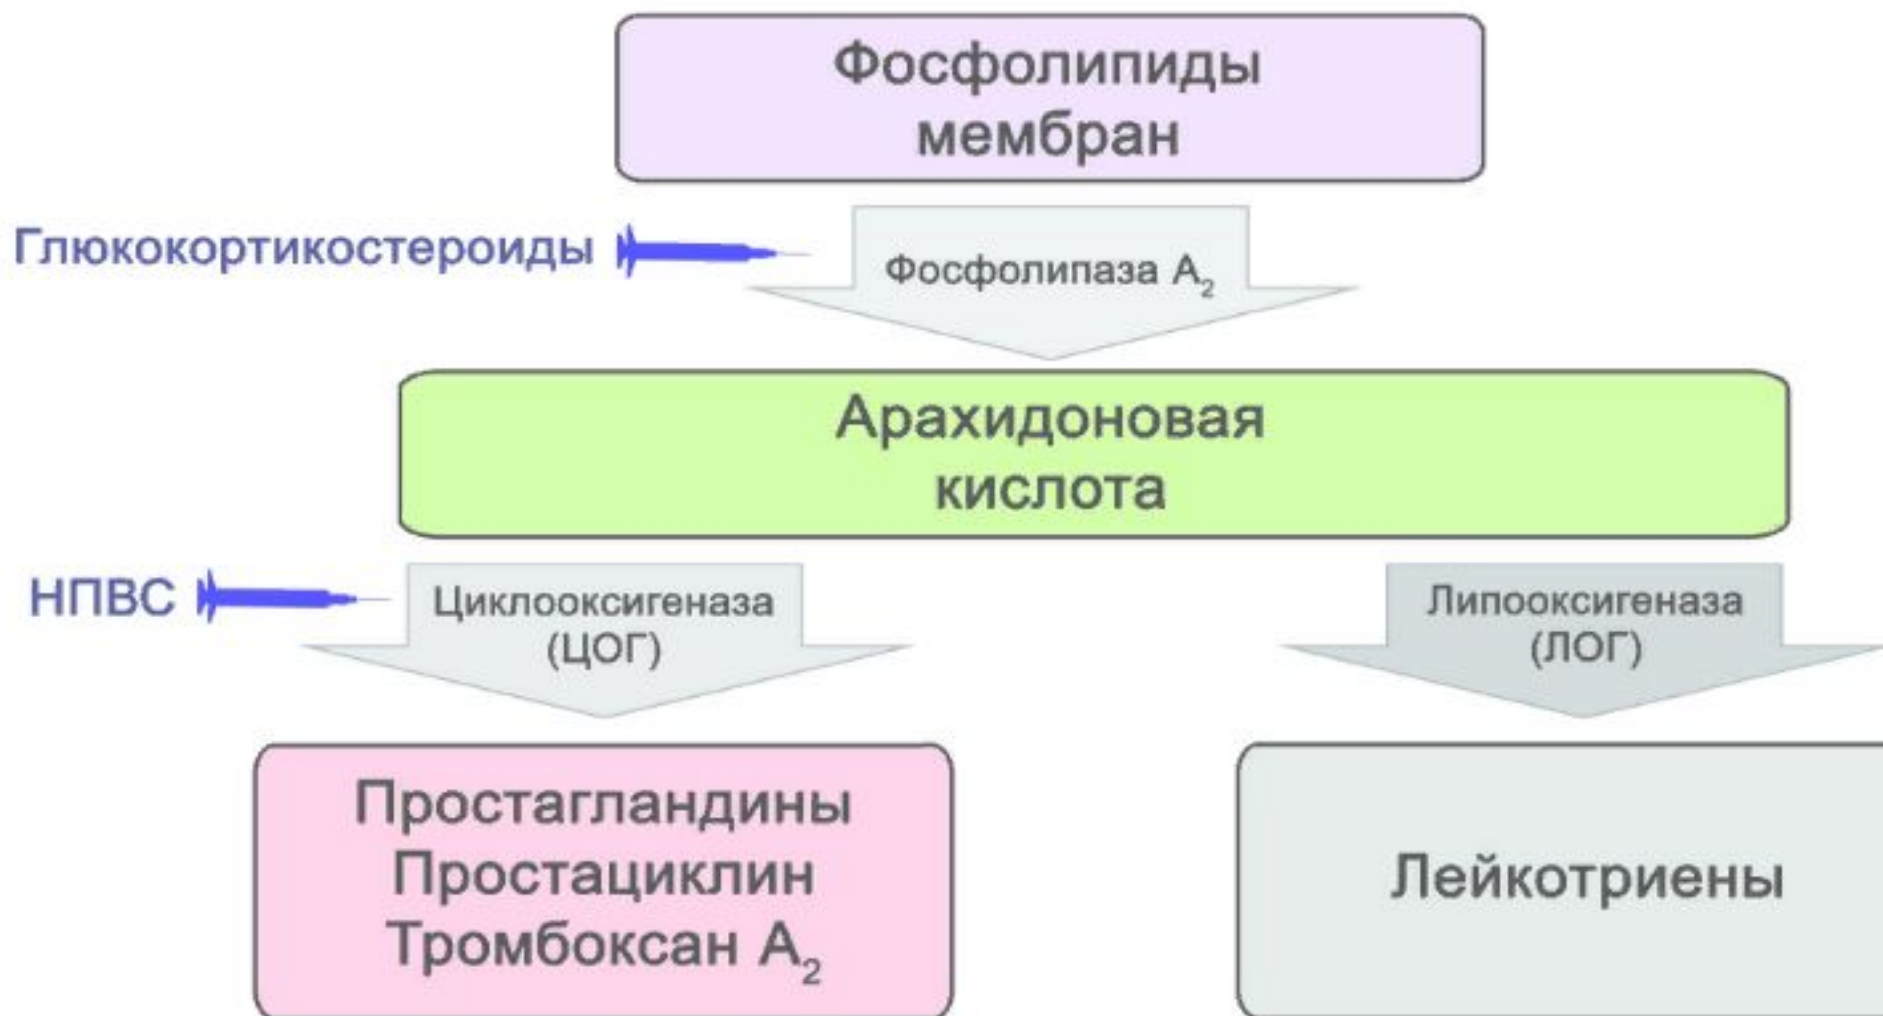 Фосфолипиды
мембран
Глюкокортикостероиды
Фосфолипаза А₂
Арахидоновая
кислота
НПВС
Циклооксигеназа
(ЦОГ)
Липооксигеназа
(ЛОГ)
Простагландины
Простациклин
Тромбоксан А₂
Лейкотриены